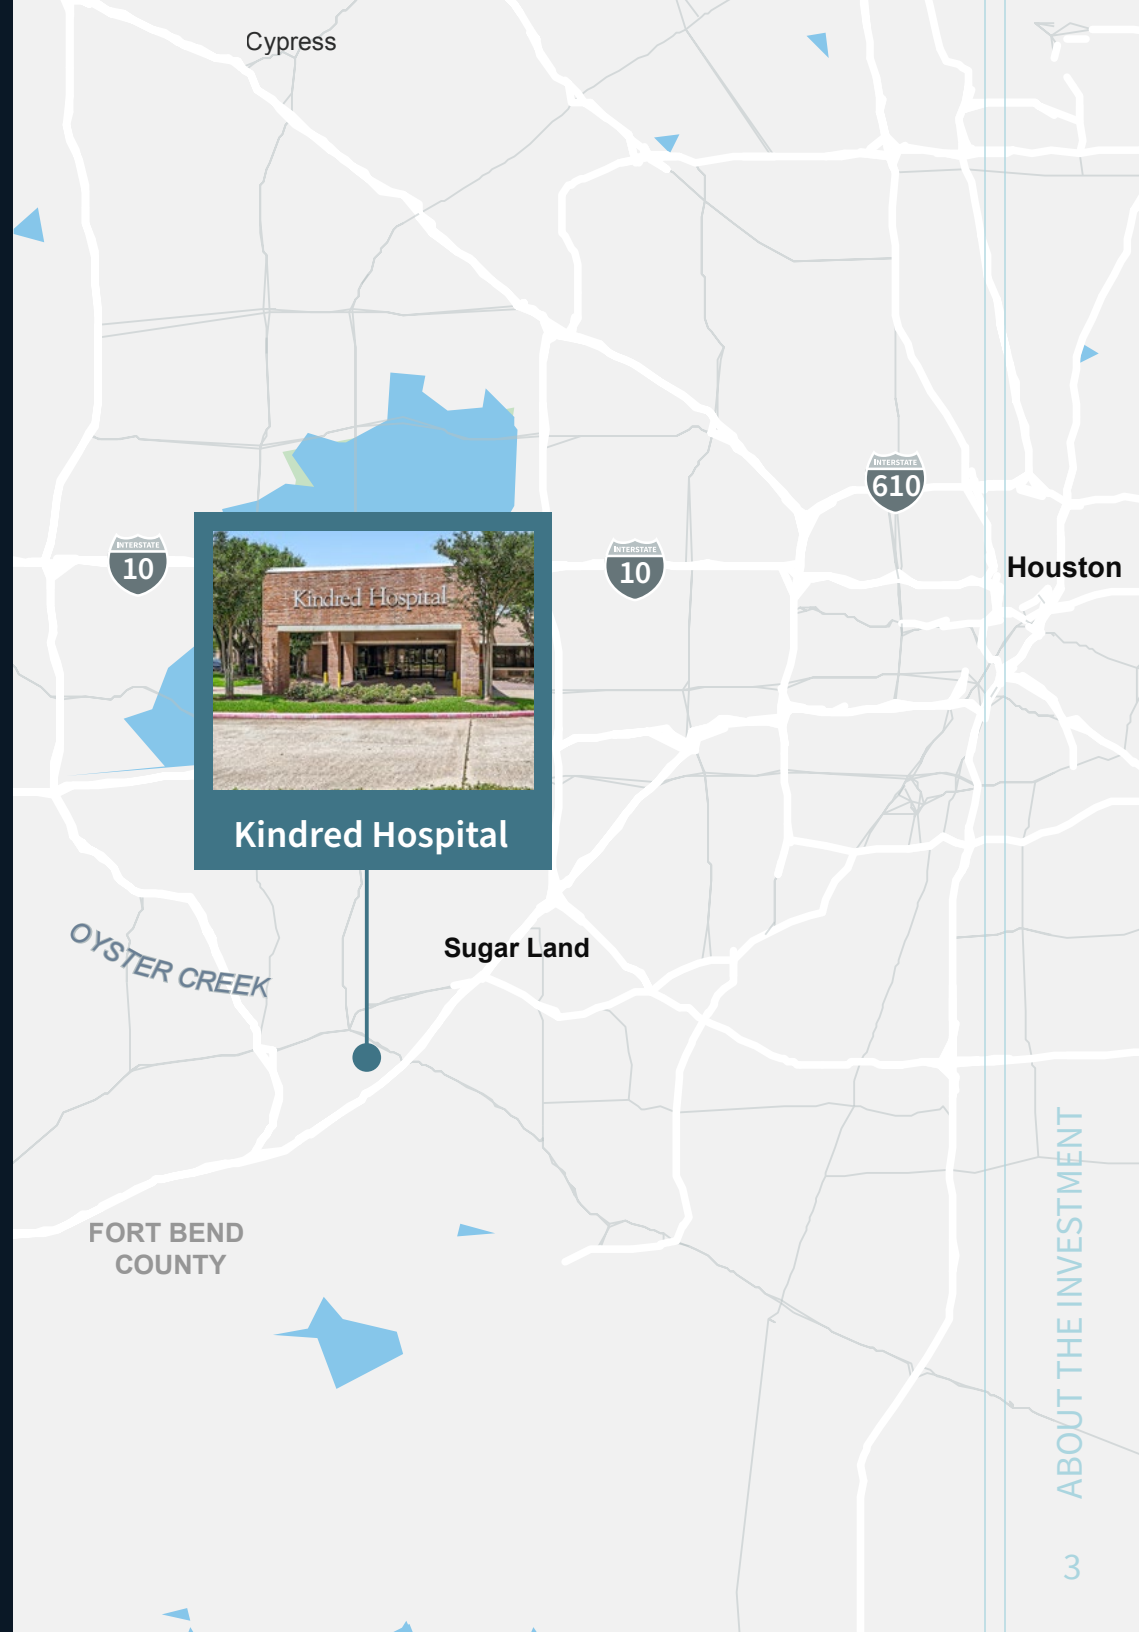 Cypress
INTERSTATE
610
INTERSTATE
10
INTERSTATE
10
Houston
Kindred Hospital
Kindred Hospital
Sugar Land
OYSTER CREEK
FORT BEND
COUNTY
ABOUT THE INVESTMENT
3